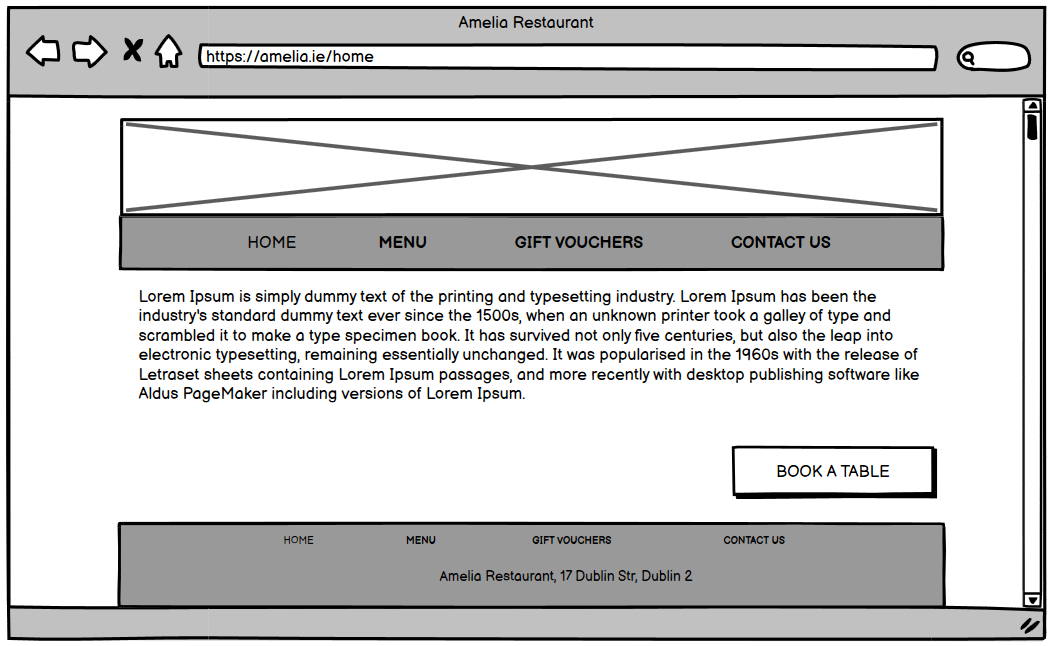 Amelia Restaurant
https://amelia.ie/home
HOME MENU GIFT VOUCHERS CONTACT US
Lorem Ipsum is simply dummy text of the printing and typesetting industry. Lorem Ipsum has been the
industry's standard dummy text ever since the 1500s, when an unknown printer took a galley of type and
scrambled it to make a type specimen book. It has survived not only five centuries, but also the leap into
electronic typesetting, remaining essentially unchanged. It was popularised in the 1960s with the release of
Letraset sheets containing Lorem Ipsum passages, and more recently with desktop publishing software like
Aldus PageMaker including versions of Lorem Ipsum.
BOOK A TABLE
HOME MENU GIFT VOUCHERS CONTACT US
Amelia Restaurant, 17 Dublin Str, Dublin 2